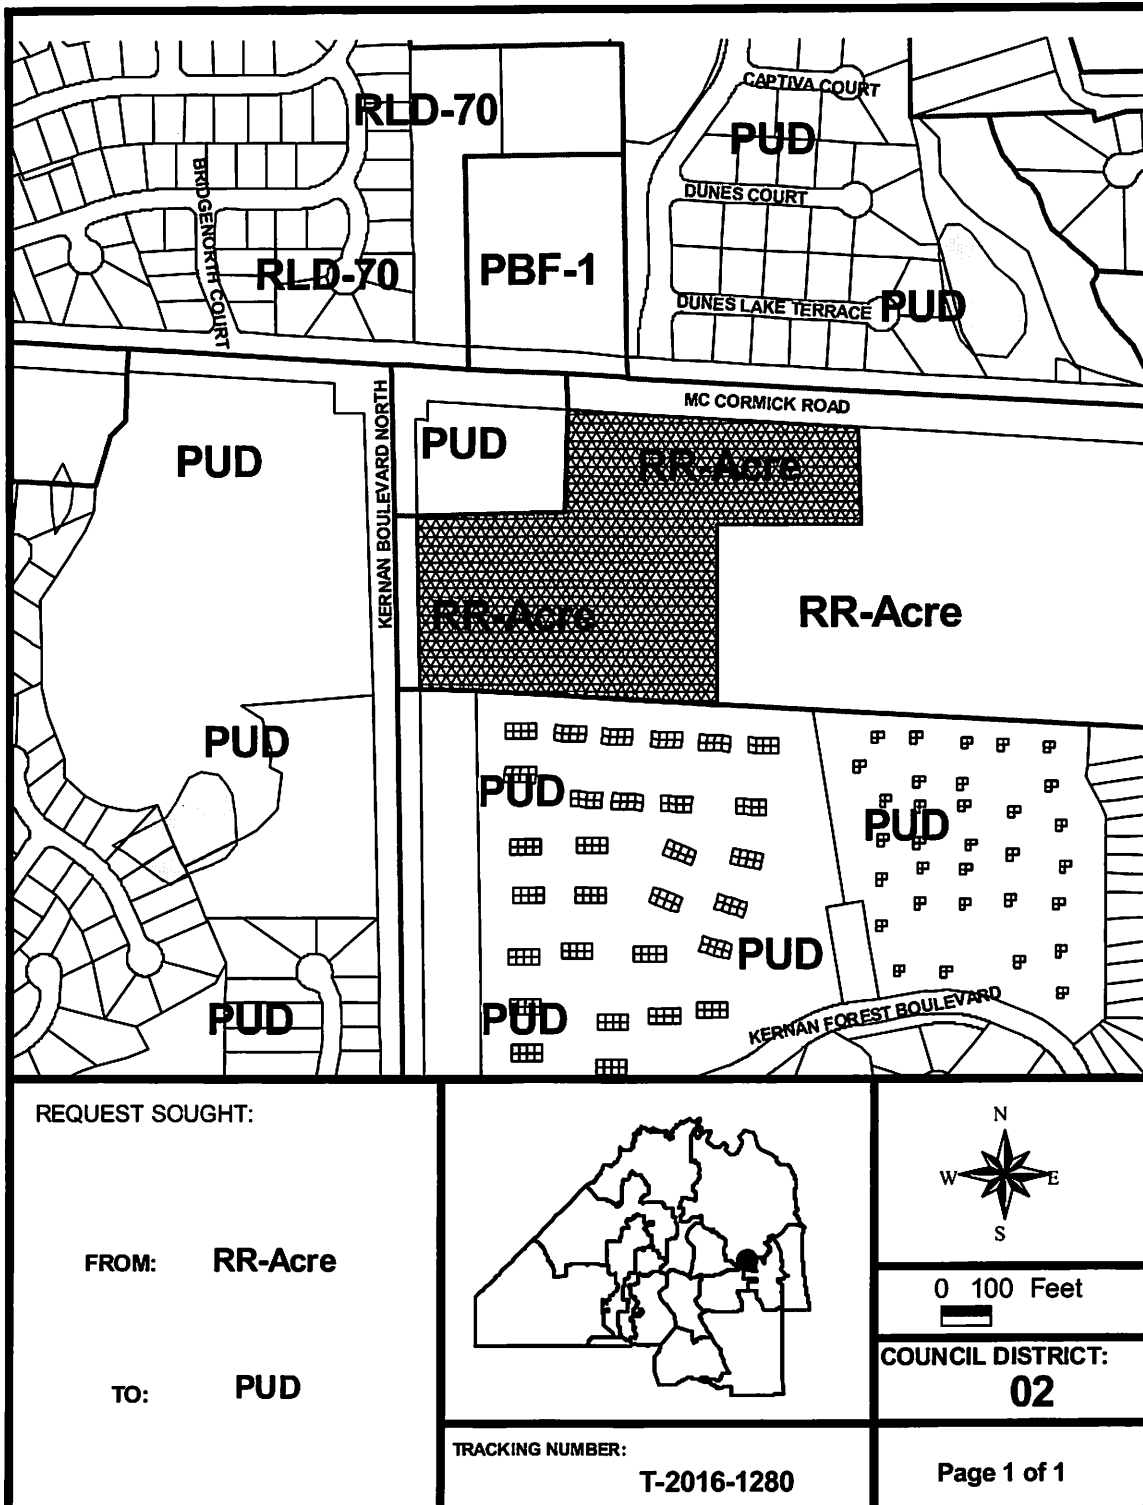 CAPTIVA COURT
RLD-70
PUD
DUNES COURT
BRIDGENORTH COURT
RLD-70
PBF-1
DUNES LAKE TERRACE
PUD
MC CORMICK ROAD
KERNAN BOULEVARD NORTH
PUD
PUD
RR-Acre
RR-Acre
RR-Acre
PUD
PUD
PUD
PUD
PUD
PUD
KERNAN FOREST BOULEVARD
REQUEST SOUGHT:
FROM: RR-Acre
TO: PUD
N
W E
S
0 100 Feet
COUNCIL DISTRICT:
02
TRACKING NUMBER:
T-2016-1280
Page 1 of 1